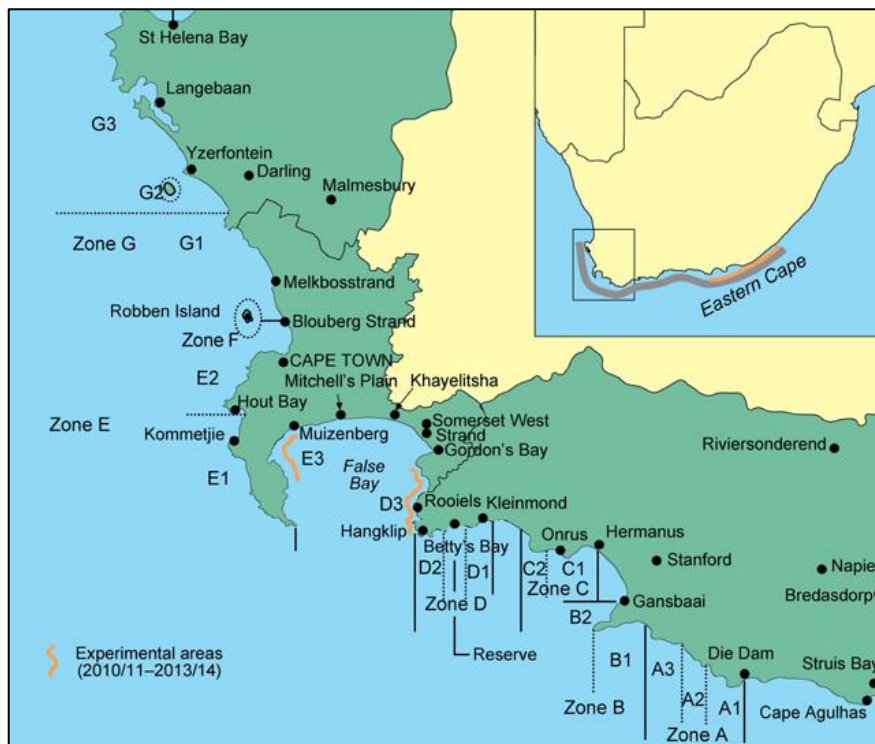 St Helena Bay
Langebaan
G3
Yzerfontein
Darling
G2
Malmesbury
Zone G
G1
Melkbosstrand
Robben Island
Blouberg Strand
Zone F
CAPE TOWN
E2
Mitchell's Plain
Khayelitsha
Hout Bay
Zone E
Somerset West
Kommetjie
Muizenberg
Strand
Gordon's Bay
E3
E1
False
Bay
D3
Rooiels
Kleinmond
Hangklip
Betty's Bay
Onrus
Hermanus
Riviersonderend
Stanford
D2
D1
C2
C1
Zone D
Zone C
Napie
Bredasdorp
Gansbaai
B2
Reserve
B1
A3
Die Dam
Struis Bay
A2
A1
Zone B
Zone A
Cape Agulhas
Eastern Cape
Experimental areas
(2010/11–2013/14)